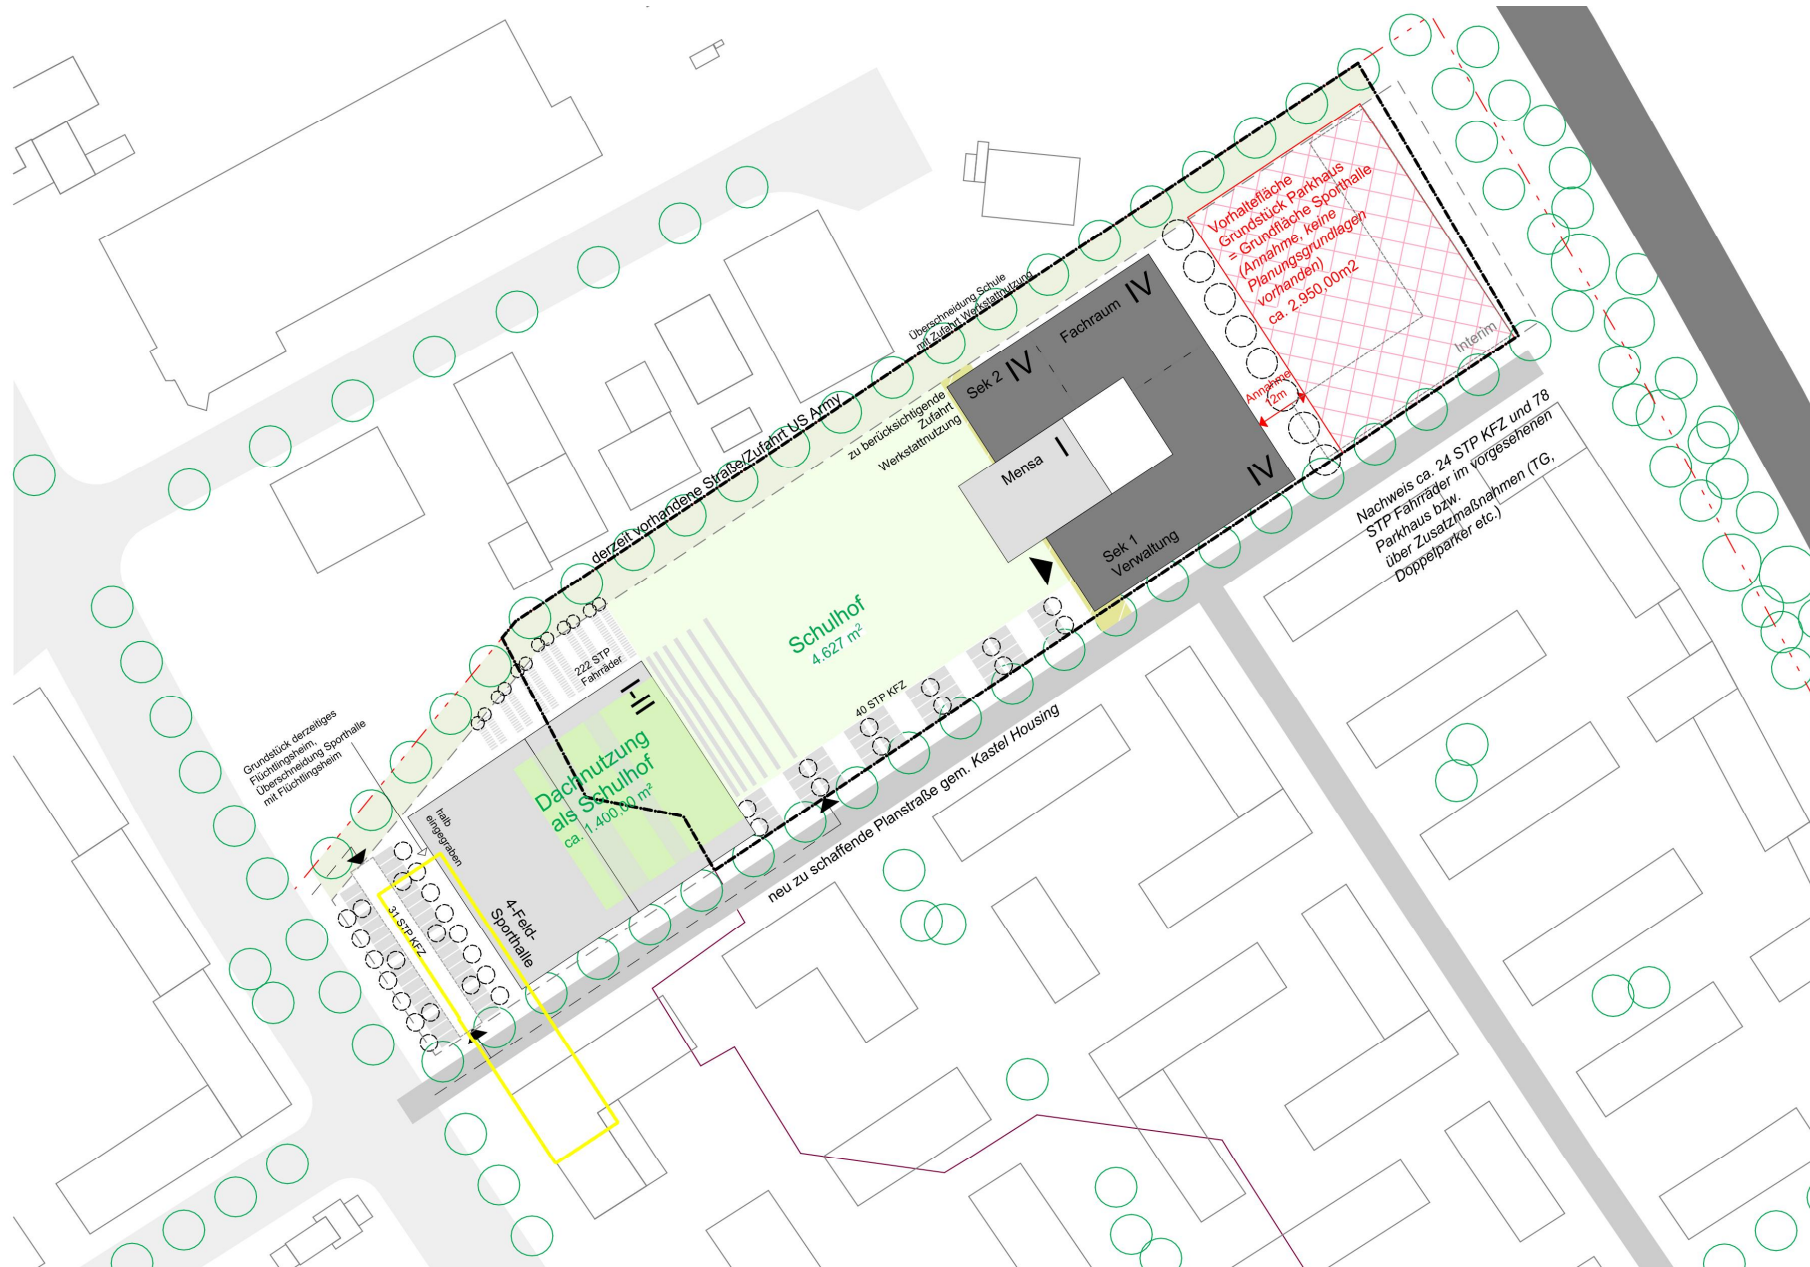 Vorhaltefläche
Grundstück Parkhaus
= Grundfläche Sporthalle
(Annahme, keine
Planungsgrundlagen
vorhanden)
ca. 2.950,00m2
Interim
Annahme
12m
Fachraum IV
Sek 2 IV
Mensa I
IV
Sek 1
Verwaltung
Überschneidung Schule
mit Zufahrt Werkstattnutzung
zu berücksichtigende
Zufahrt
Werkstattnutzung
derzeit vorhandene Straße/Zufahrt US Army
Nachweis ca. 24 STP KFZ und 78
STP Fahrräder im vorgesehenen
Parkhaus bzw.
über Zusatzmaßnahmen (TG,
Doppelparker etc.)
Schulhof
4.627 m²
222 STP
Fahrräder
40 STP KFZ
I-II
Dachnutzung
als Schulhof
ca. 1.400,00 m²
Grundstück derzeitiges
Flüchtlingsheim,
Überschneidung Sporthalle
mit Flüchtlingsheim
halb
eingegraben
4-Feld-
Sporthalle
31 STP KFZ
neu zu schaffende Planstraße gem. Kastel Housing